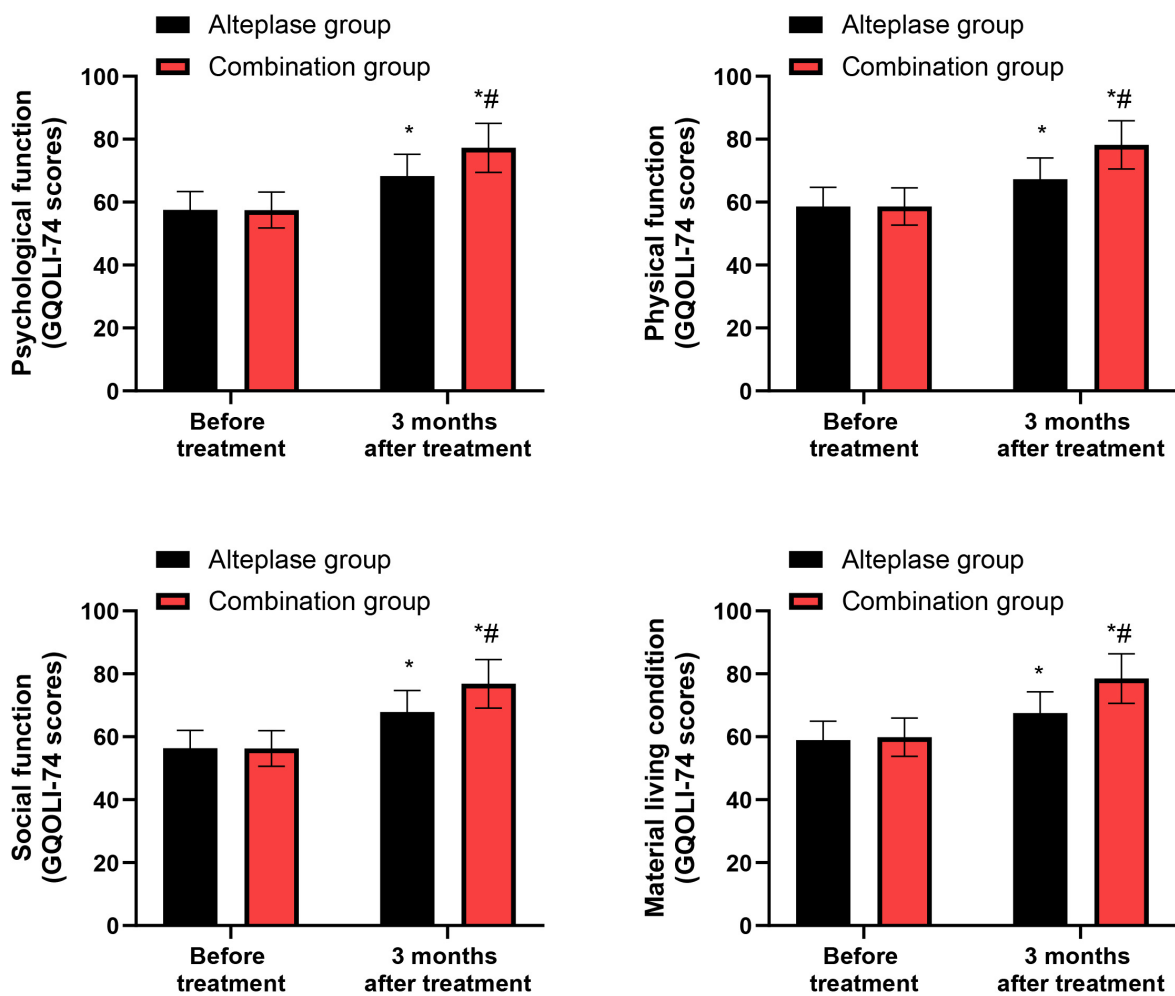 Alteplase group
Combination group
Psychological function
(GQOLI-74 scores)
100
80
60
40
20
0
*
*#
Before
treatment
3 months
after treatment
Alteplase group
Combination group
Physical function
(GQOLI-74 scores)
100
80
60
40
20
0
*
*#
Before
treatment
3 months
after treatment
Alteplase group
Combination group
Social function
(GQOLI-74 scores)
100
80
60
40
20
0
*
*#
Before
treatment
3 months
after treatment
Alteplase group
Combination group
Material living condition
(GQOLI-74 scores)
100
80
60
40
20
0
*
*#
Before
treatment
3 months
after treatment